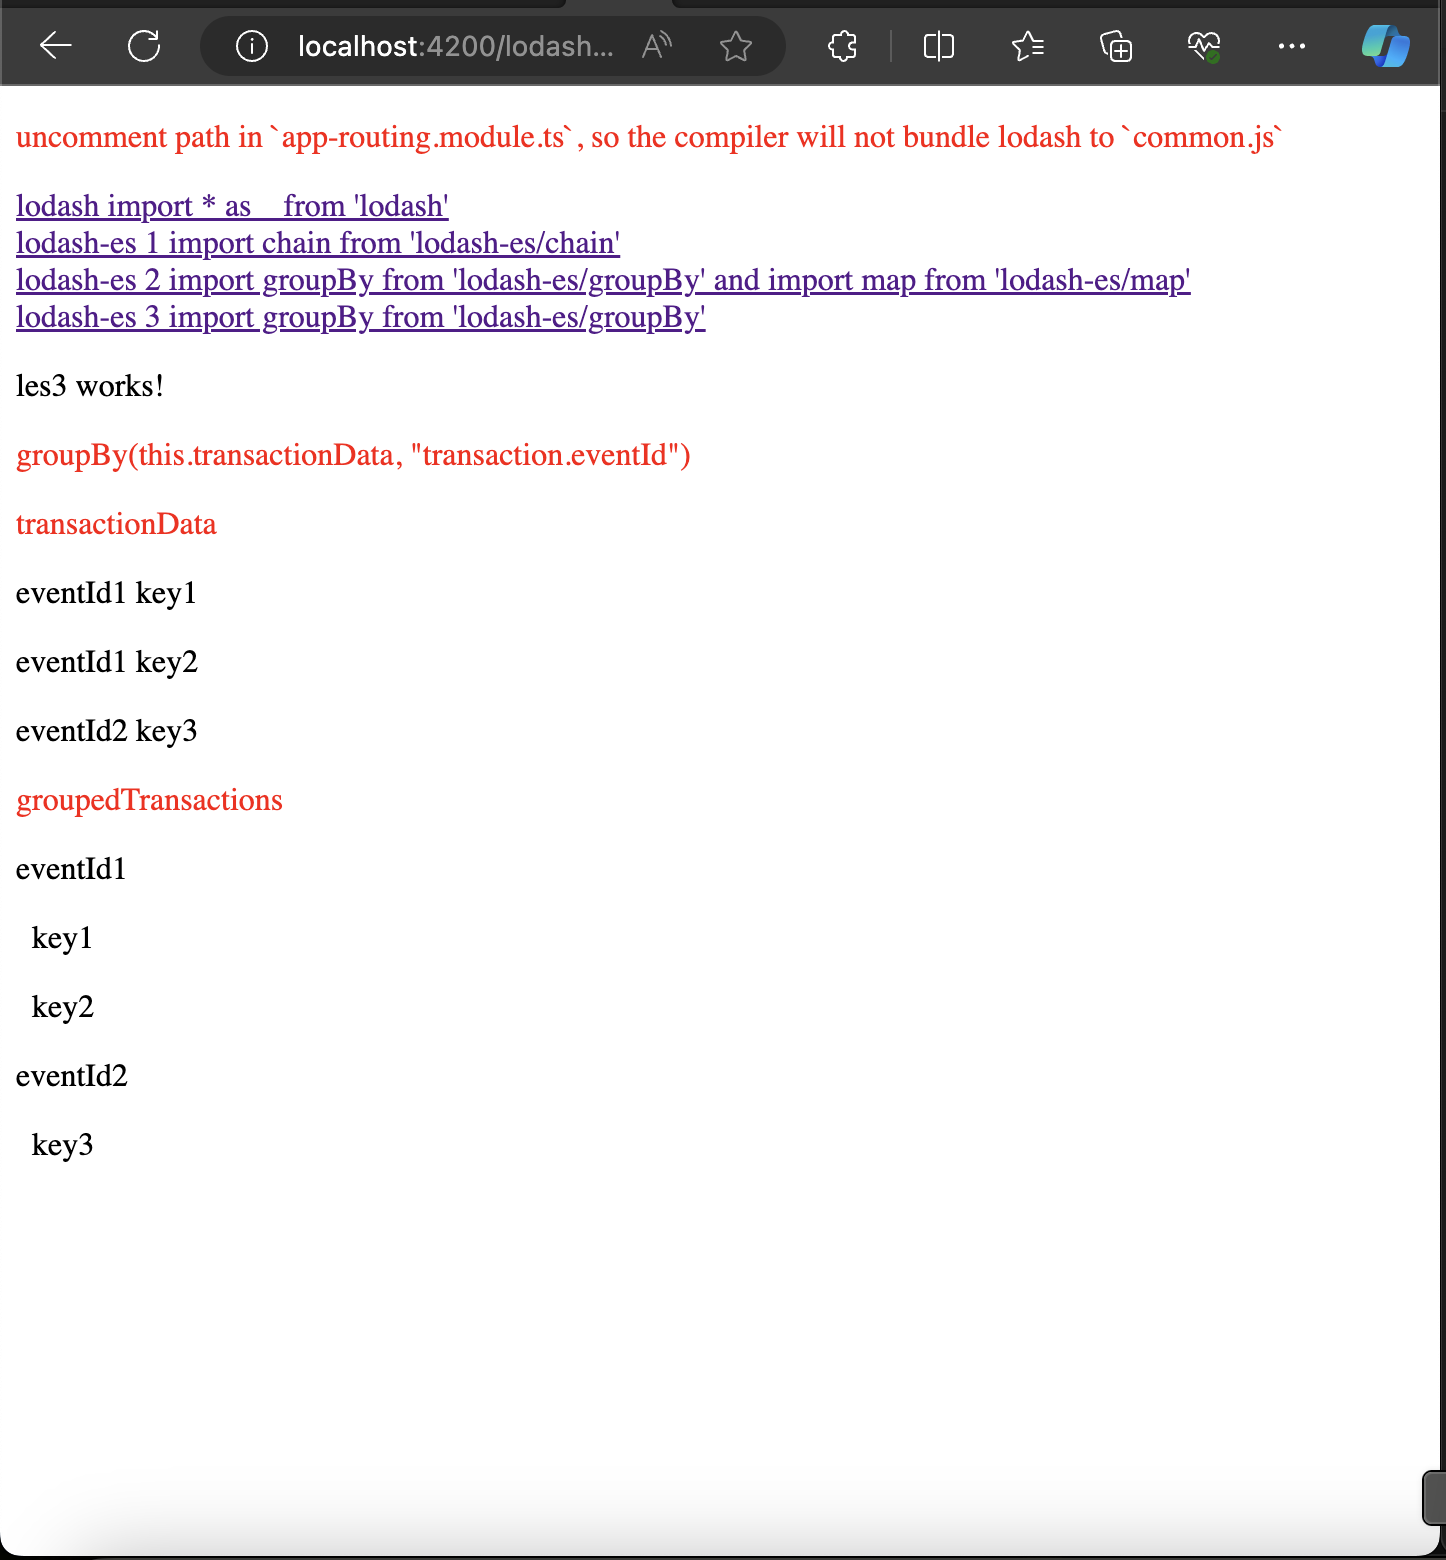 localhost:4200/lodash...
uncomment path in `app-routing.module.ts`, so the compiler will not bundle lodash to `common.js`
lodash import * as _ from 'lodash'
lodash-es 1 import chain from 'lodash-es/chain'
lodash-es 2 import groupBy from 'lodash-es/groupBy' and import map from 'lodash-es/map'
lodash-es 3 import groupBy from 'lodash-es/groupBy'
les3 works!
groupBy(this.transactionData, "transaction.eventId")
transactionData
eventId1 key1
eventId1 key2
eventId2 key3
groupedTransactions
eventId1
key1
key2
eventId2
key3